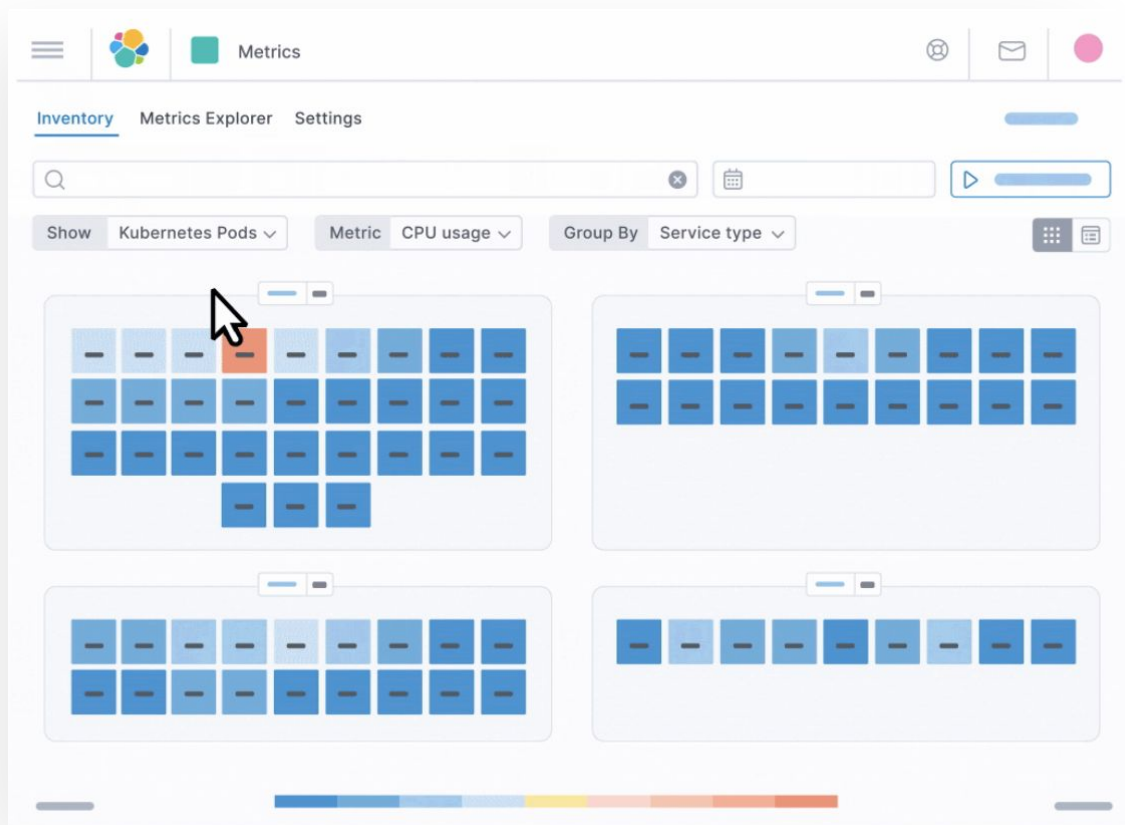 Metrics
Inventory Metrics Explorer Settings
Show Kubernetes Pods Metric CPU usage Group By Service type